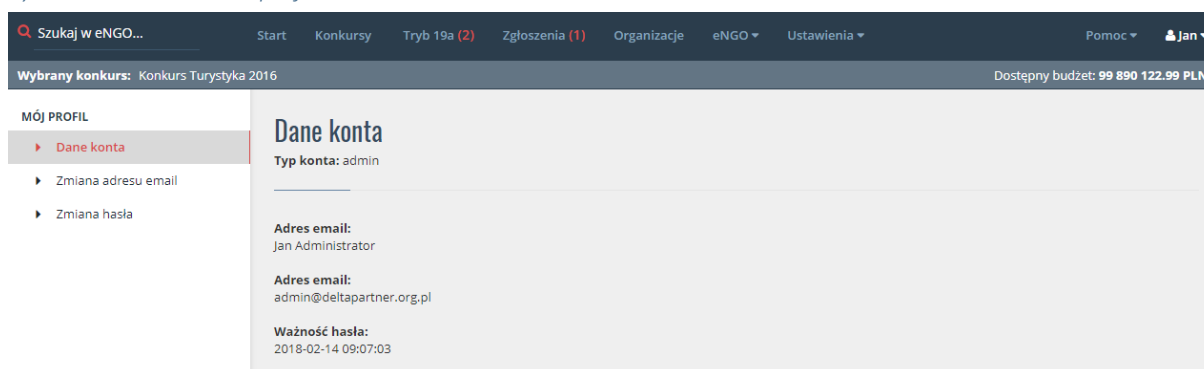 Szukaj w eNGO... Start Konkursy Tryb 19a (2) Zgłoszenia (1) Organizacje eNGO Ustawienia Pomoc Jan
Wybrany konkurs: Konkurs Turystyka 2016 Dostępny budżet: 99 890 122.99 PLN
MÓJ PROFIL
Dane konta
Zmiana adresu email
Zmiana hasła
Dane konta
Typ konta: admin
Adres email:
Jan Administrator
Adres email:
admin@deltapartner.org.pl
Ważność hasła:
2018-02-14 09:07:03